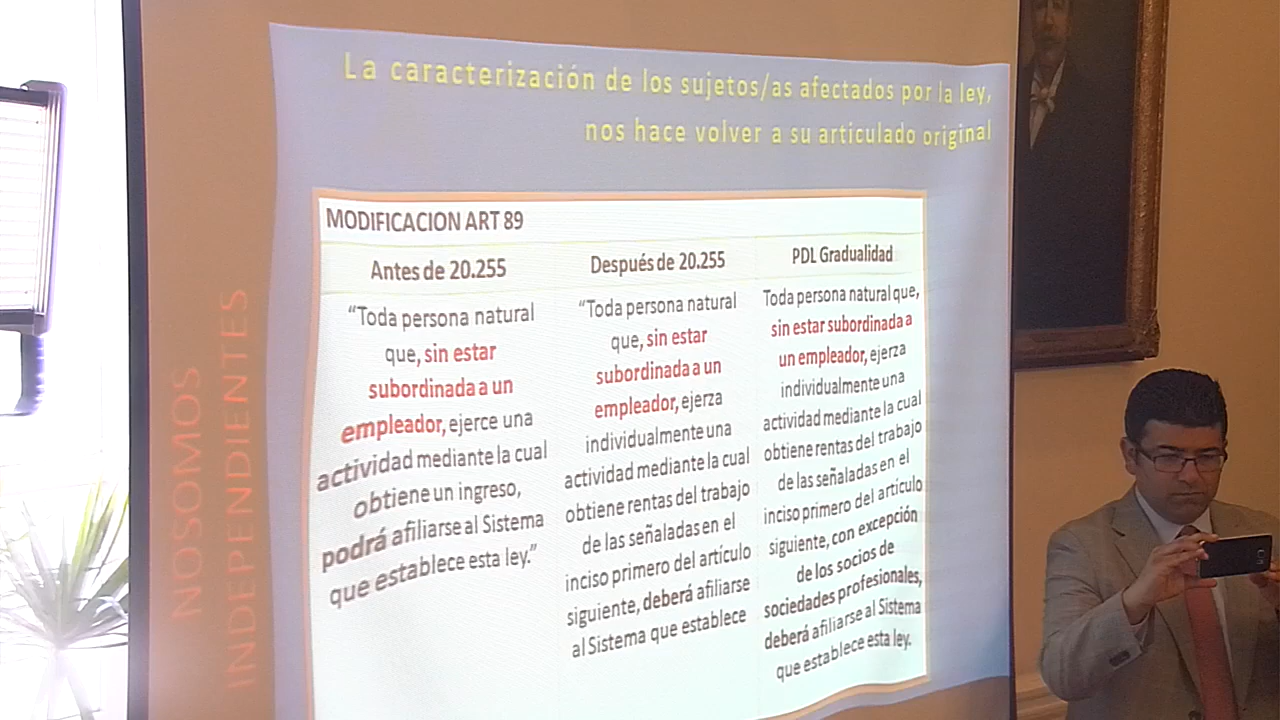 La caracterización de los sujetos/as afectados por la ley,
nos hace volver a su articulado original
MODIFICACION ART 89
Antes de 20.255
“Toda persona natural
que, sin estar
subordinada a un
empleador, ejerce una
actividad mediante la cual
obtiene un ingreso,
podrá afiliarse al Sistema
que establece esta ley.”
Después de 20.255
“Toda persona natural
que, sin estar
subordinada a un
empleador, ejerza
individualmente una
actividad mediante la cual
obtiene rentas del trabajo
de las señaladas en el
inciso primero del artículo
siguiente, deberá afiliarse
al Sistema que establece
PDL Gradualidad
Toda persona natural que,
sin estar subordinada a
un empleador, ejerza
individualmente una
actividad mediante la cual
obtiene rentas del trabajo
de las señaladas en el
inciso primero del artículo
siguiente, con excepción
de los socios de
sociedades profesionales,
deberá afiliarse al Sistema
que establece esta ley.
NOSOMOS
INDEPENDIENTES